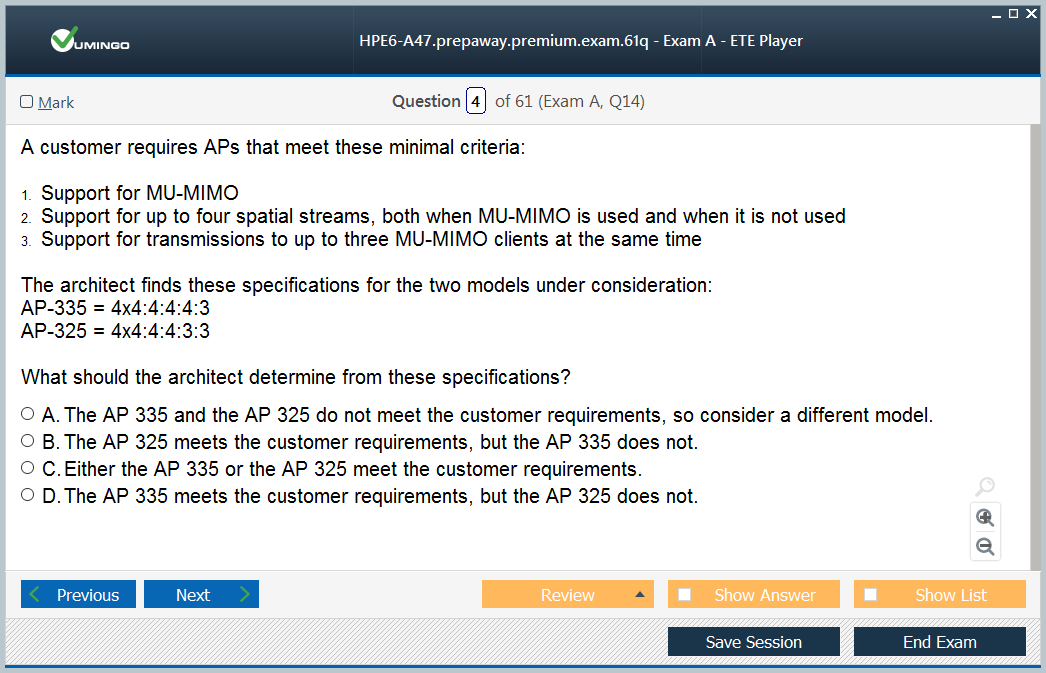 VUMINGO
HPE6-A47.prepaway.premium.exam.61q - Exam A - ETE Player
Mark
Question 4 of 61 (Exam A, Q14)
A customer requires APs that meet these minimal criteria:
1. Support for MU-MIMO
2. Support for up to four spatial streams, both when MU-MIMO is used and when it is not used
3. Support for transmissions to up to three MU-MIMO clients at the same time
The architect finds these specifications for the two models under consideration:
AP-335 = 4x4:4:4:4:3
AP-325 = 4x4:4:4:3:3
What should the architect determine from these specifications?
A. The AP 335 and the AP 325 do not meet the customer requirements, so consider a different model.
B. The AP 325 meets the customer requirements, but the AP 335 does not.
C. Either the AP 335 or the AP 325 meet the customer requirements.
D. The AP 335 meets the customer requirements, but the AP 325 does not.
Previous
Next
Review
Show Answer
Show List
Save Session
End Exam